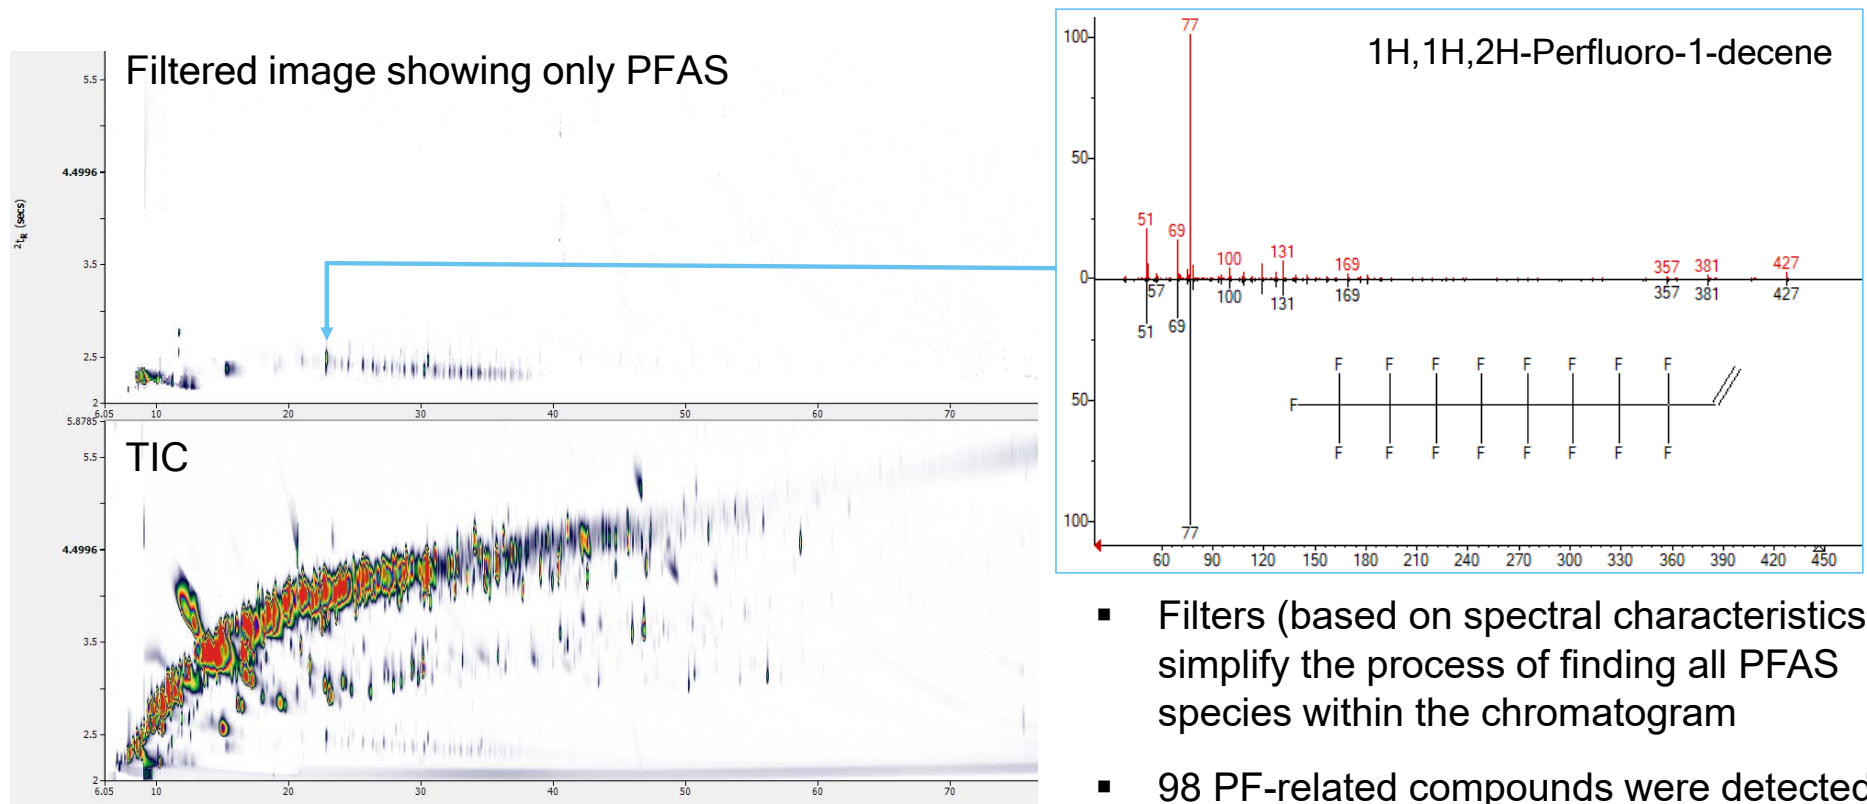 Filtered image showing only PFAS
5.5
4.4996
²tR (secs)
3.5
2.5
2
6.05 10 20 30 40 50 60 70
5.8785
TIC
5.5
4.4996
3.5
2.5
2
6.05 10 20 30 40 50 60 70
1H,1H,2H-Perfluoro-1-decene
100
77
50
51
69
100
131
169
357 381 427
0
57
100
131
169
357 381 427
51 69
F F F F F F F F
F
F F F F F F F F
50
100
77
60 90 120 150 180 210 240 270 300 330 360 390 420 450
▪ Filters (based on spectral characteristics
simplify the process of finding all PFAS
species within the chromatogram
▪ 98 PF-related compounds were detected